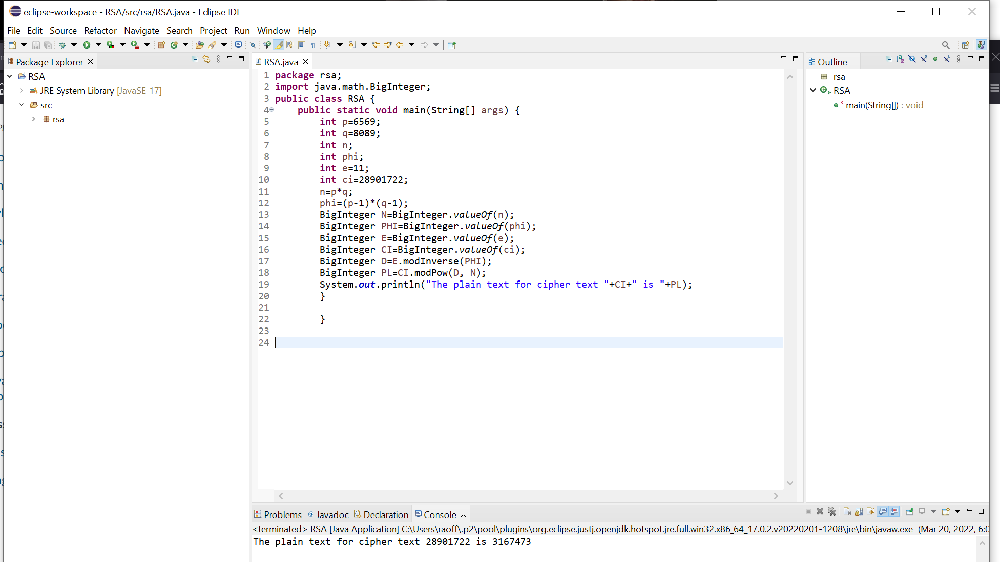 eclipse-workspace - RSA/src/rsa/RSA.java - Eclipse IDE
File Edit Source Refactor Navigate Search Project Run Window Help
Package Explorer
RSA
JRE System Library [JavaSE-17]
src
rsa
RSA.java
1 package rsa;
2 import java.math.BigInteger;
3 public class RSA {
4 public static void main(String[] args) {
5 int p=6569;
6 int q=8089;
7 int n;
8 int phi;
9 int e=11;
10 int ci=28901722;
11 n=p*q;
12 phi=(p-1)*(q-1);
13 BigInteger N=BigInteger.valueOf(n);
14 BigInteger PHI=BigInteger.valueOf(phi);
15 BigInteger E=BigInteger.valueOf(e);
16 BigInteger CI=BigInteger.valueOf(ci);
17 BigInteger D=E.modInverse(PHI);
18 BigInteger PL=CI.modPow(D, N);
19 System.out.println("The plain text for cipher text "+CI+" is "+PL);
20 }
21
22 }
23
24
Outline
rsa
RSA
main(String[]) : void
Problems Javadoc Declaration Console
<terminated> RSA [Java Application] C:\Users\raoff\.p2\pool\plugins\org.eclipse.justj.openjdk.hotspot.jre.full.win32.x86_64_17.0.2.v20220201-1208\jre\bin\javaw.exe (Mar 20, 2022, 6:0
The plain text for cipher text 28901722 is 3167473